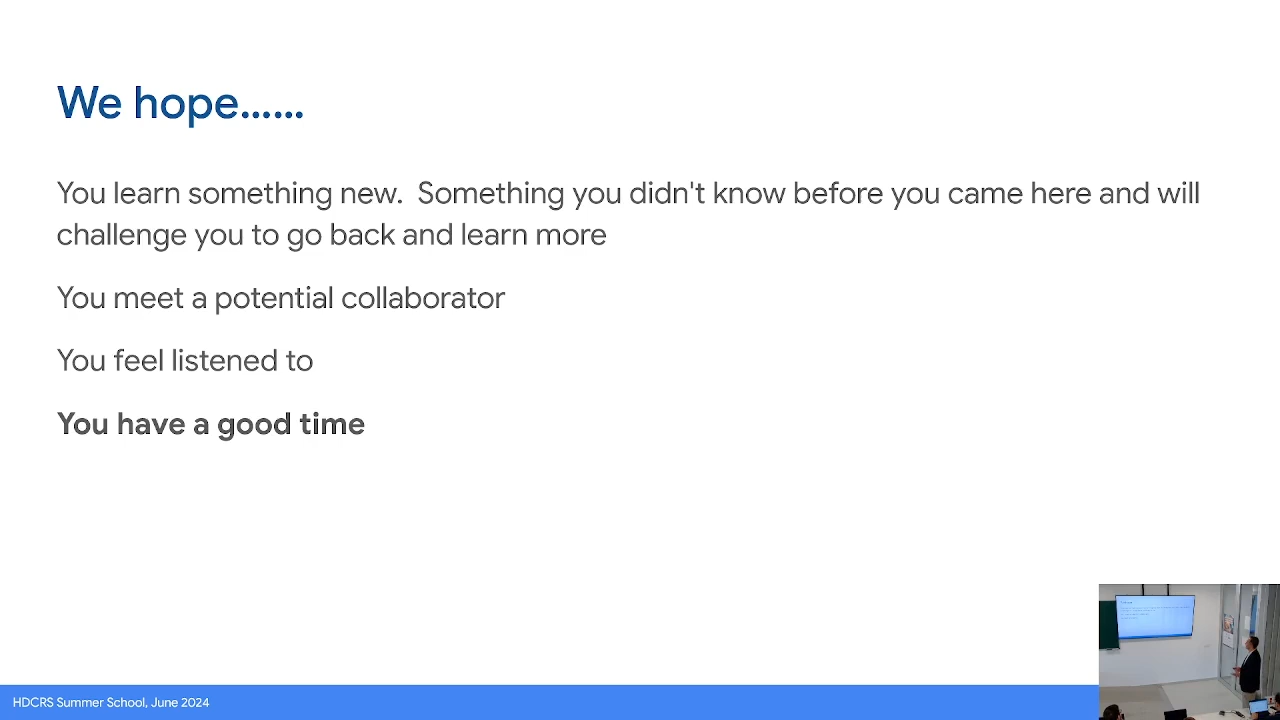 We hope......
You learn something new.  Something you didn't know before you came here and will
challenge you to go back and learn more
You meet a potential collaborator
You feel listened to
You have a good time
HDCRS Summer School, June 2024